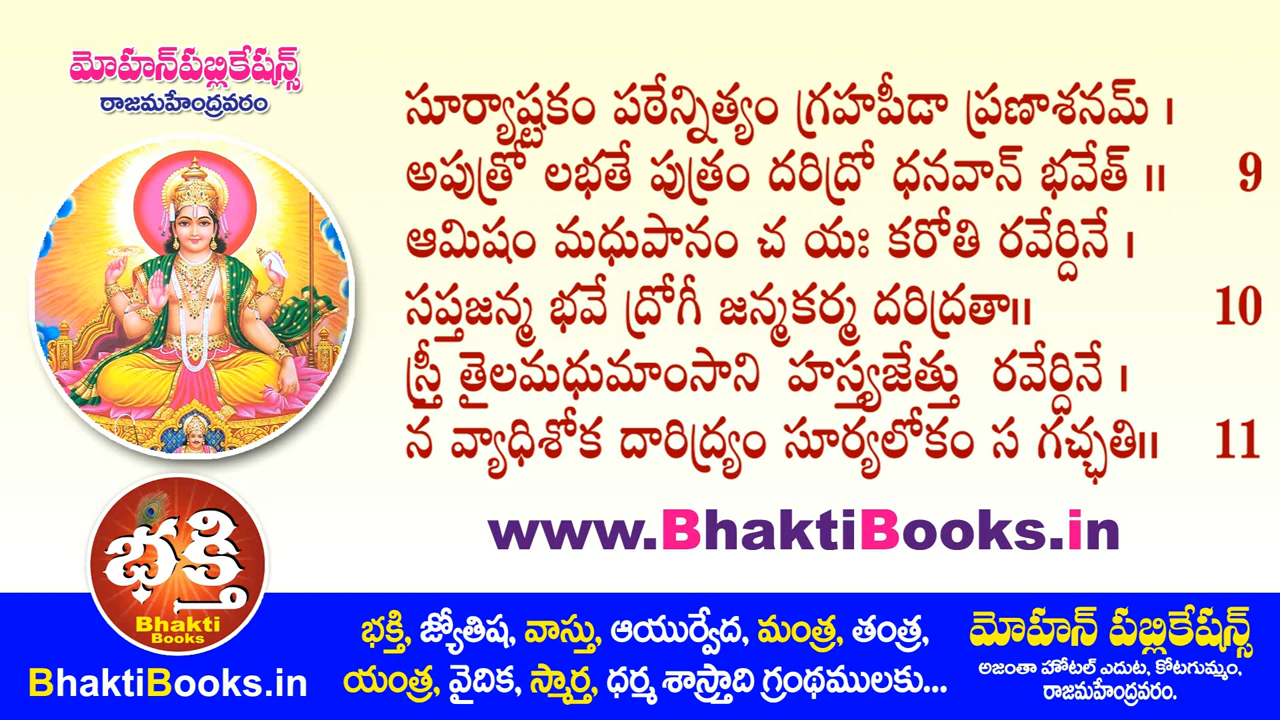 మోహన్ పబ్లికేషన్స్
రాజమహేంద్రవరం
సూర్యాష్టకం పఠేన్నిత్యం గ్రహపీడా ప్రణాశనమ్ ।
అపుత్రో లభతే పుత్రం దరిద్రో ధనవాన్ భవేత్ ॥ 9
ఆమిషం మధుపానం చ యః కరోతి రవేర్దినే ।
సప్తజన్మ భవే ద్రోగీ జన్మకర్మ దరిద్రతా॥ 10
స్త్రీ తైలమధుమాంసాని హస్త్యజేత్తు రవేర్దినే ।
న వ్యాధిశోక దారిద్ర్యం సూర్యలోకం స గచ్ఛతి॥ 11
www.BhaktiBooks.in
భక్తి
Bhakti
Books
BhaktiBooks.in
భక్తి, జ్యోతిష, వాస్తు, ఆయుర్వేద, మంత్ర, తంత్ర,
యంత్ర, వైదిక, స్మార్త, ధర్మ శాస్త్రాది గ్రంథములకు...
మోహన్ పబ్లికేషన్స్
అజంతా హోటల్ ఎదుట, కోటగుమ్మం,
రాజమహేంద్రవరం.